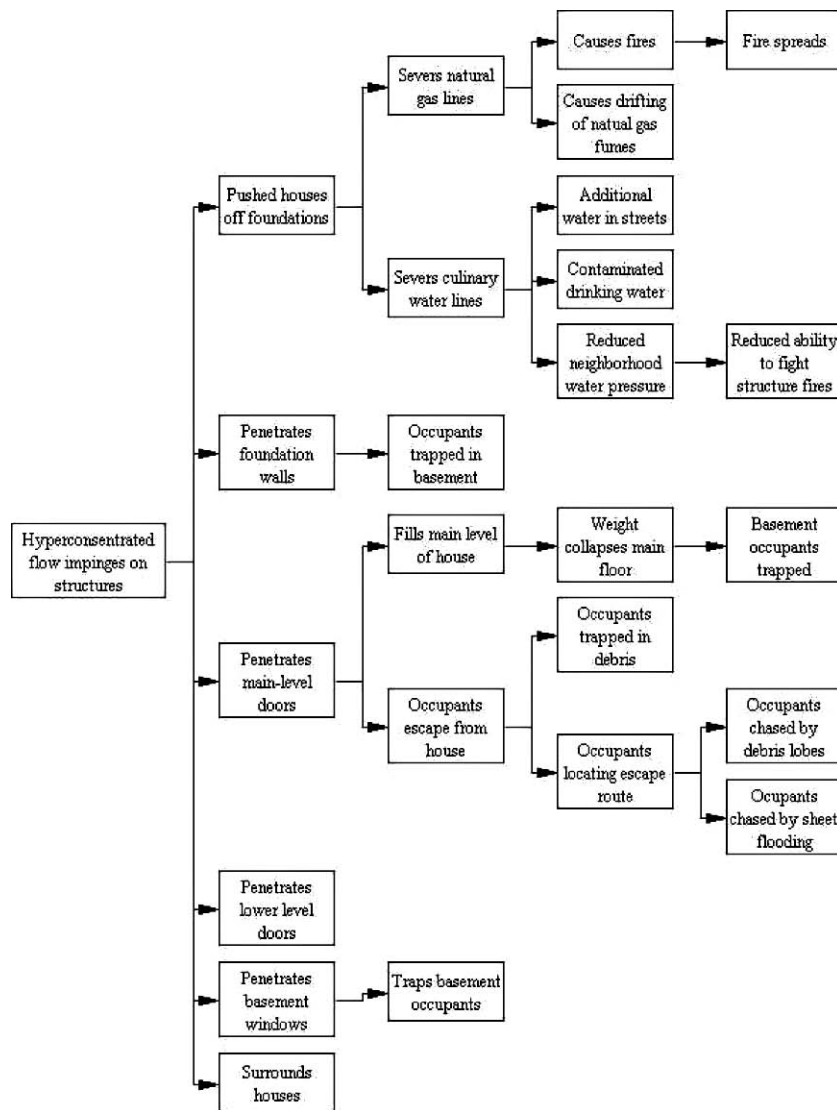 Causes fires
Fire spreads
Severs natural
gas lines
Causes drifting
of natual gas
fumes
Pushed houses
off foundations
Additional
water in streets
Severs culinary
water lines
Contaminated
drinking water
Reduced
neighborhood
water pressure
Reduced ability
to fight
structure fires
Penetrates
foundation
walls
Occupants
trapped in
basement
Hyperconsentrated
flow impinges on
structures
Fills main level
of house
Weight
collapses main
floor
Basement
occupants
trapped
Penetrates
main-level
doors
Occupants
trapped in
debris
Occupants
escape from
house
Occupants
locating escape
route
Occupants
chased by
debris lobes
Ocupants
chased by sheet
flooding
Penetrates
lower level
doors
Penetrates
basement
windows
Traps basement
occupants
Surrounds
houses